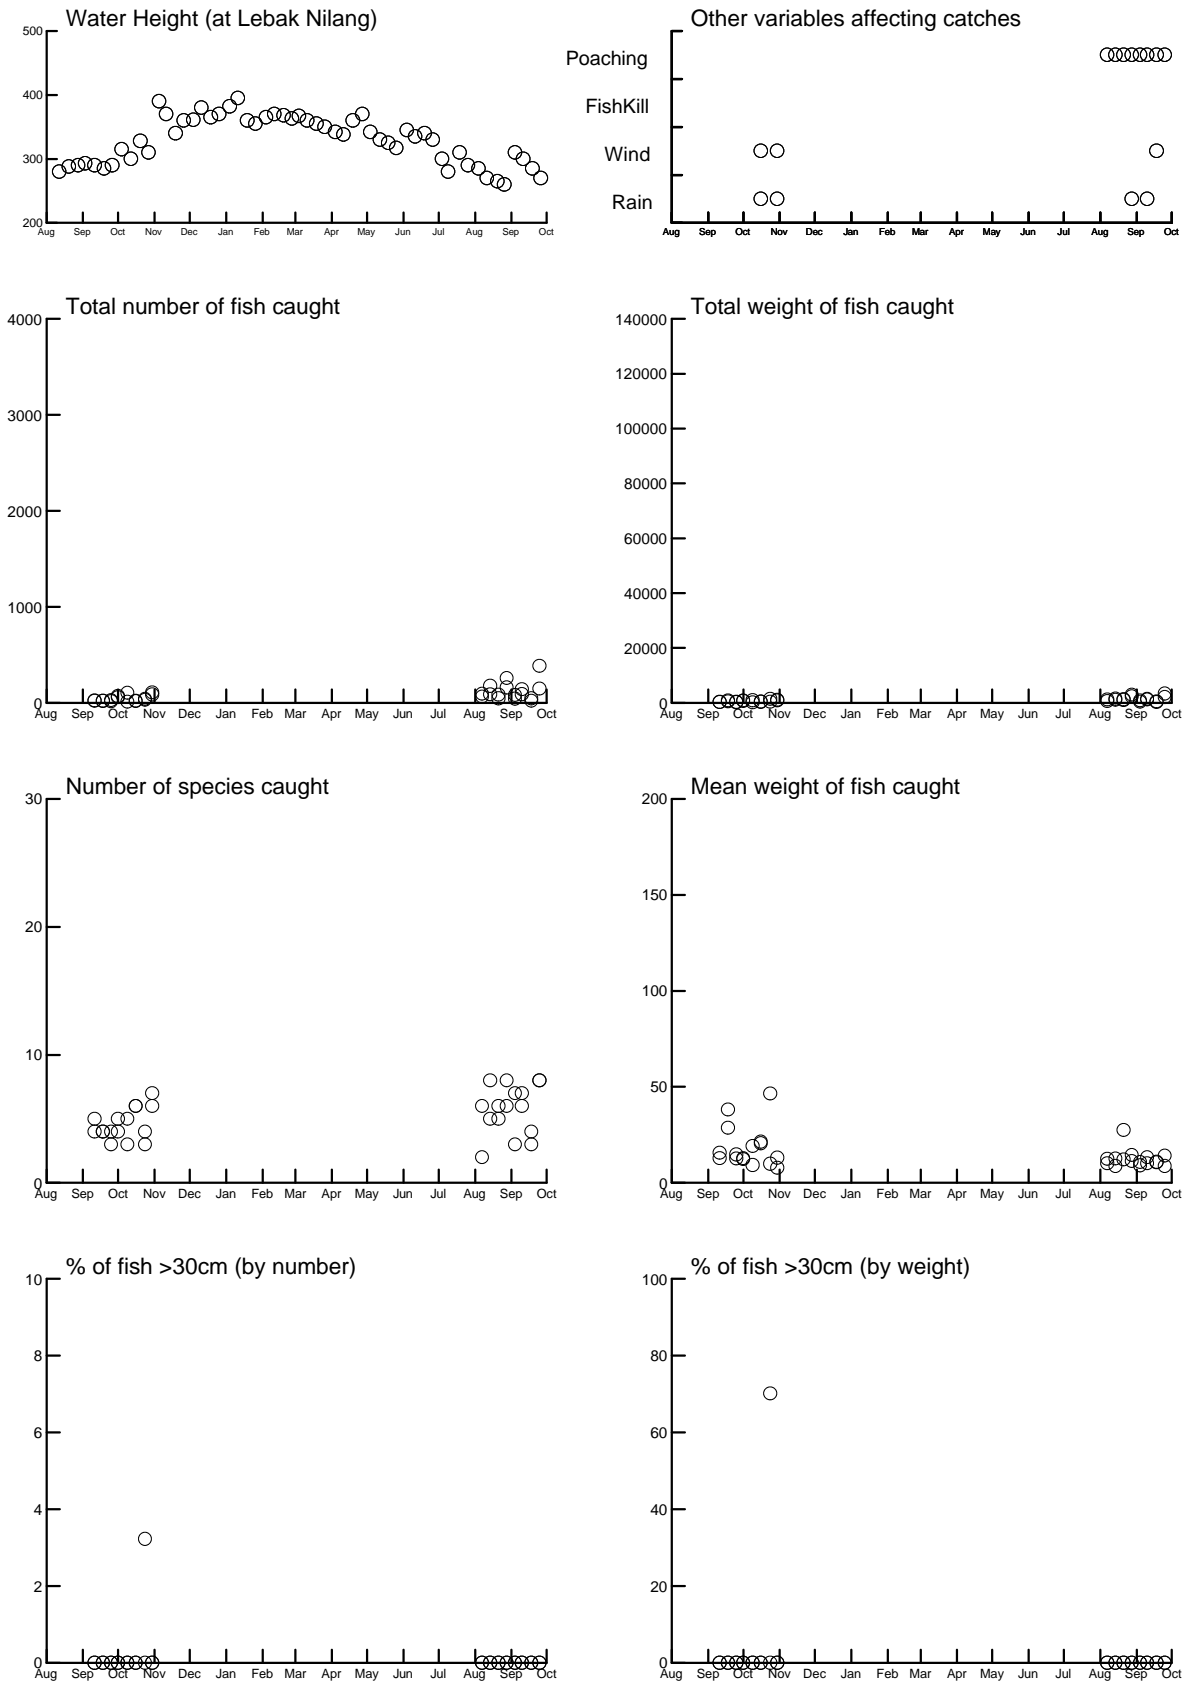 Water Height (at Lebak Nilang)
500
400
300
200
Aug Sep Oct Nov Dec Jan Feb Mar Apr May Jun Jul Aug Sep Oct
Other variables affecting catches
Poaching
FishKill
Wind
Rain
Aug Sep Oct Nov Dec Jan Feb Mar Apr May Jun Jul Aug Sep Oct
Total number of fish caught
4000
3000
2000
1000
0
Aug Sep Oct Nov Dec Jan Feb Mar Apr May Jun Jul Aug Sep Oct
Total weight of fish caught
140000
120000
100000
80000
60000
40000
20000
0
Aug Sep Oct Nov Dec Jan Feb Mar Apr May Jun Jul Aug Sep Oct
Number of species caught
30
20
10
0
Aug Sep Oct Nov Dec Jan Feb Mar Apr May Jun Jul Aug Sep Oct
Mean weight of fish caught
200
150
100
50
0
Aug Sep Oct Nov Dec Jan Feb Mar Apr May Jun Jul Aug Sep Oct
% of fish >30cm (by number)
10
8
6
4
2
0
Aug Sep Oct Nov Dec Jan Feb Mar Apr May Jun Jul Aug Sep Oct
% of fish >30cm (by weight)
100
80
60
40
20
0
Aug Sep Oct Nov Dec Jan Feb Mar Apr May Jun Jul Aug Sep Oct